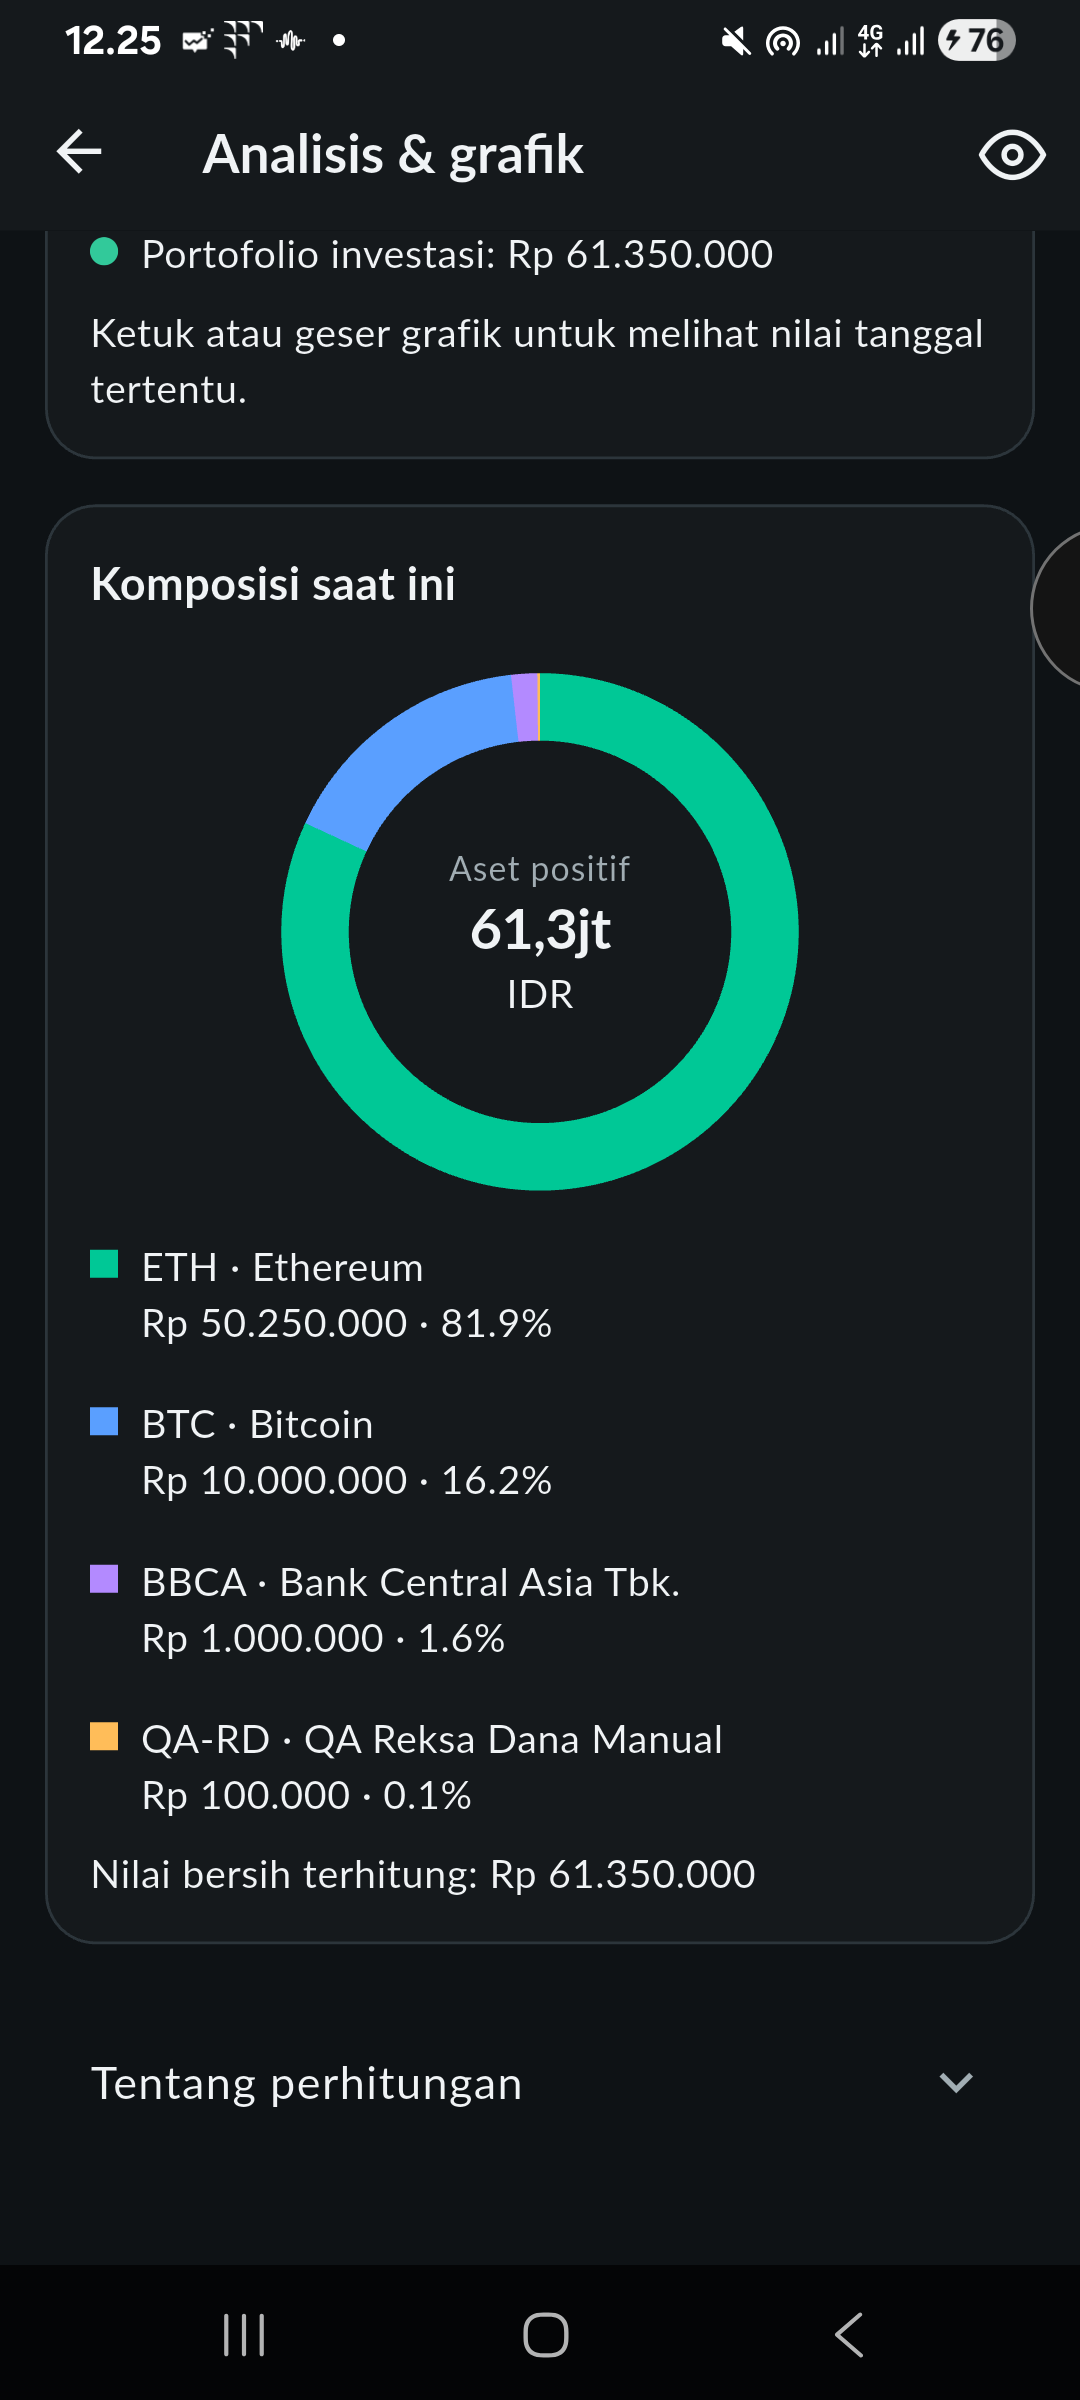 12.25
4G
76
Analisis & grafik
Portofolio investasi: Rp 61.350.000
Ketuk atau geser grafik untuk melihat nilai tanggal
tertentu.
Komposisi saat ini
Aset positif
61,3jt
IDR
ETH · Ethereum
Rp 50.250.000 · 81.9%
BTC · Bitcoin
Rp 10.000.000 · 16.2%
BBCA · Bank Central Asia Tbk.
Rp 1.000.000 · 1.6%
QA-RD · QA Reksa Dana Manual
Rp 100.000 · 0.1%
Nilai bersih terhitung: Rp 61.350.000
Tentang perhitungan